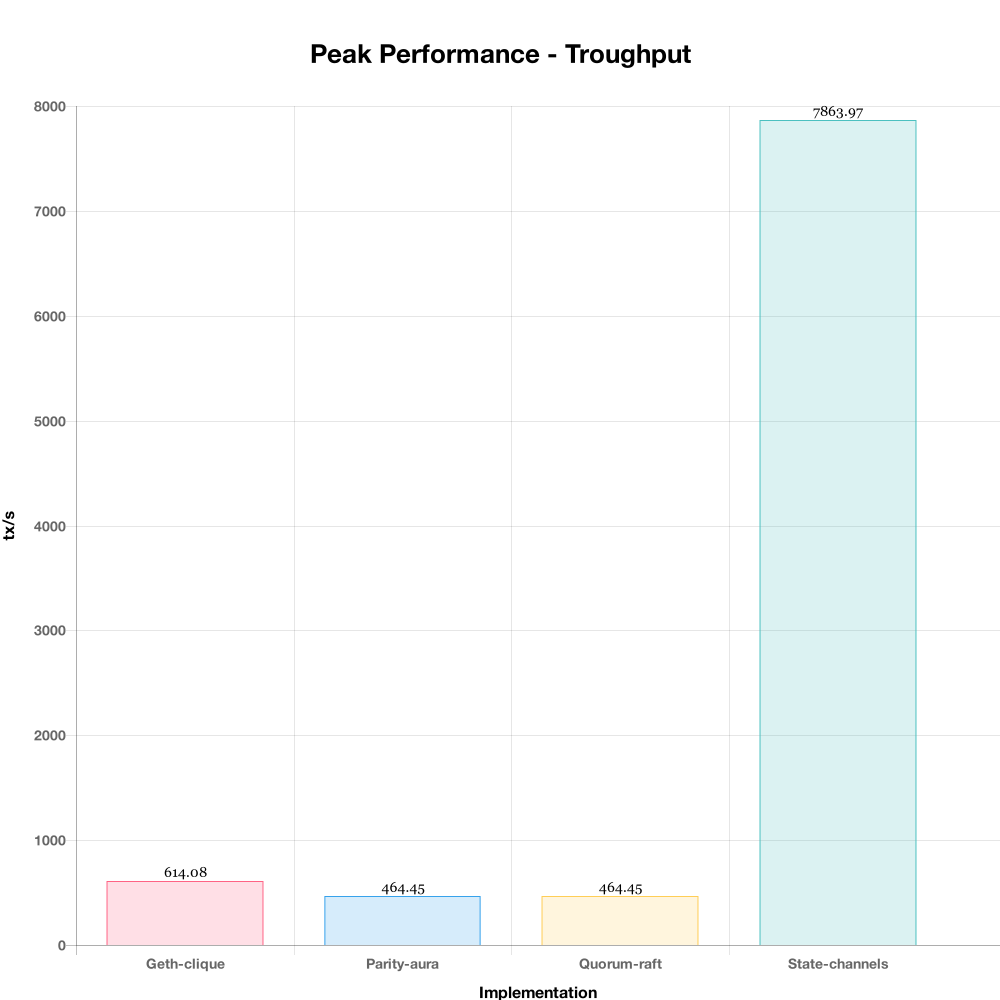 Peak Performance - Troughput
8000
7863.97
7000
6000
5000
tx/s
4000
3000
2000
1000
614.08
464.45
464.45
0
Geth-clique
Parity-aura
Quorum-raft
State-channels
Implementation